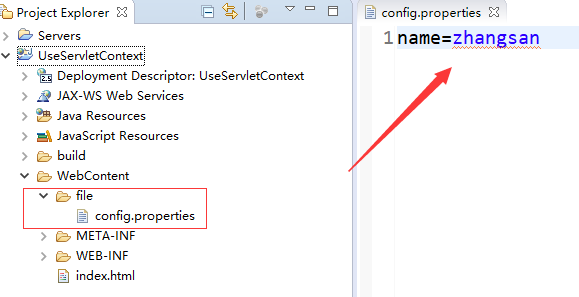 Project Explorer
Servers
UseServletContext
Deployment Descriptor: UseServletContext
JAX-WS Web Services
Java Resources
JavaScript Resources
build
WebContent
file
config.properties
META-INF
WEB-INF
index.html
config.properties
1 name=zhangsan